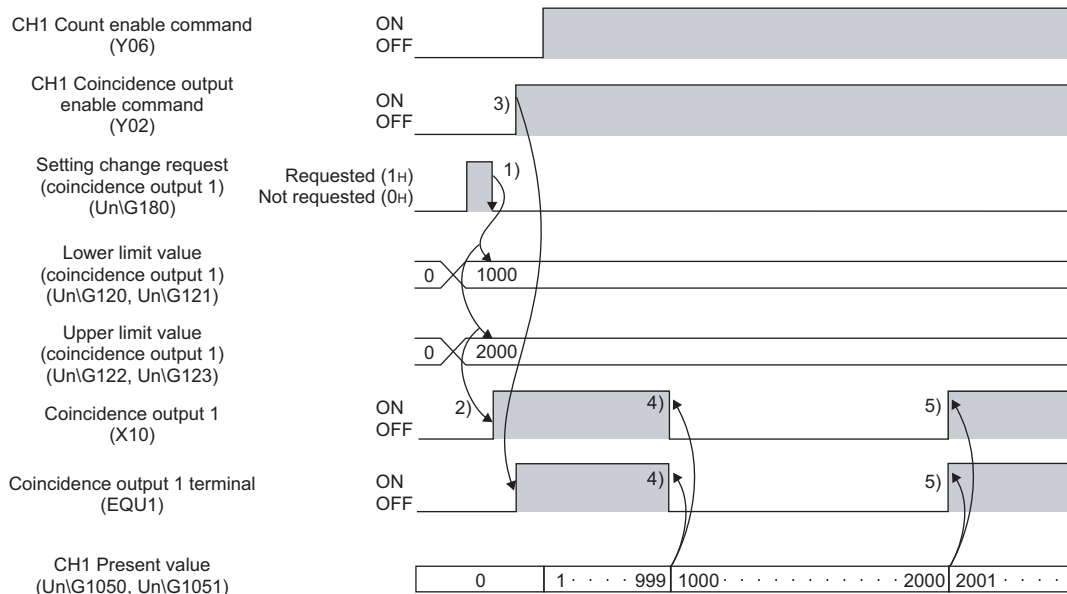 CH1 Count enable command
(Y06)
ON
OFF
CH1 Coincidence output
enable command
(Y02)
ON
OFF
3)
Setting change request
(coincidence output 1)
(Un\G180)
Requested (1H)
Not requested (0H)
1)
Lower limit value
(coincidence output 1)
(Un\G120, Un\G121)
0
1000
Upper limit value
(coincidence output 1)
(Un\G122, Un\G123)
0
2000
Coincidence output 1
(X10)
ON
OFF
2)
4)
5)
Coincidence output 1 terminal
(EQU1)
ON
OFF
4)
5)
CH1 Present value
(Un\G1050, Un\G1051)
0
1 · · · · 999
1000 · · · · · · · · · · · · · · · 2000
2001 · · · ·